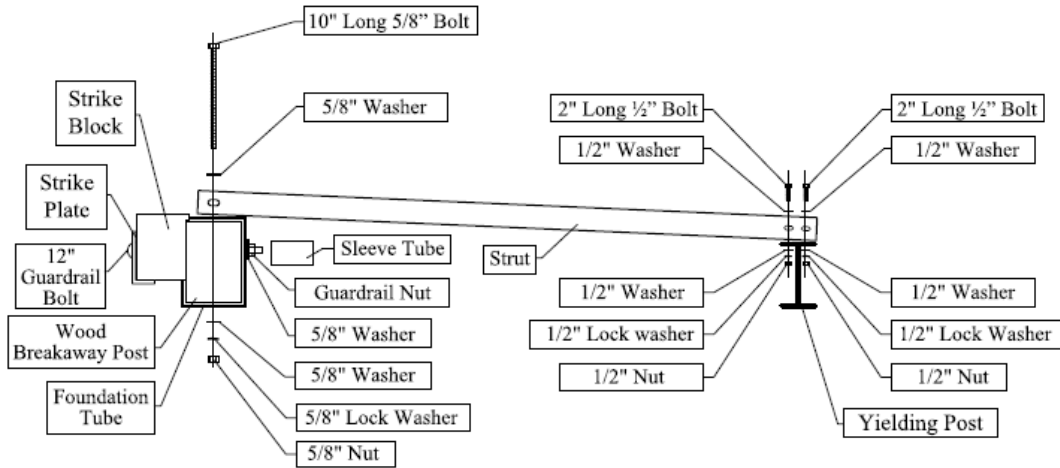 10" Long 5/8” Bolt
Strike
Block
5/8" Washer
2" Long ½” Bolt
2" Long ½” Bolt
1/2" Washer
1/2" Washer
Strike
Plate
12"
Guardrail
Bolt
Sleeve Tube
Strut
Guardrail Nut
1/2" Washer
1/2" Washer
Wood
Breakaway Post
5/8" Washer
1/2" Lock washer
1/2" Lock Washer
5/8" Washer
1/2" Nut
1/2" Nut
Foundation
Tube
5/8" Lock Washer
Yielding Post
5/8" Nut